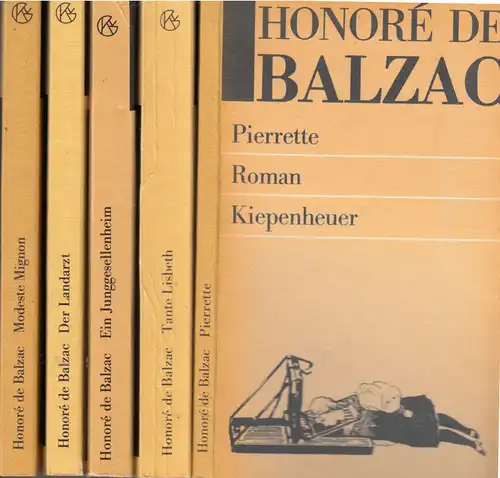 Honoré de Balzac Modeste Mignon
Honoré de Balzac Der Landarzt
Honoré de Balzac Ein Junggesellenheim
Honoré de Balzac Tante Lisbeth
Honoré de Balzac Pierrette
HONORÉ DE
BALZAC
Pierrette
Roman
Kiepenheuer